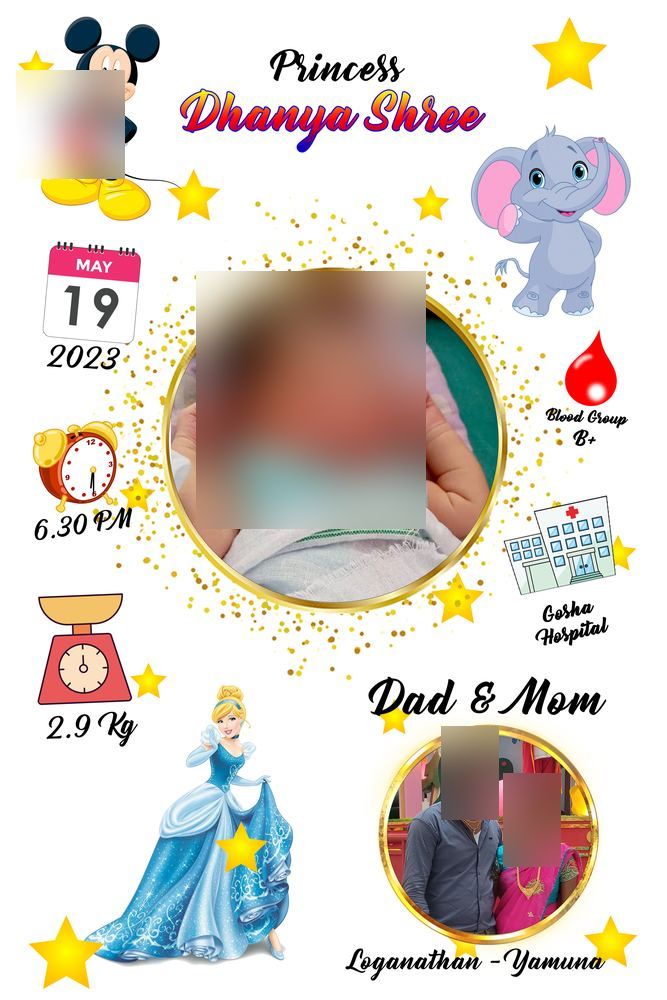 Princess
Dhanya Shree
MAY
19
2023
Blood Group
B+
6.30 PM
Gosha
Hospital
2.9 Kg
Dad & Mom
Loganathan - Yamuna